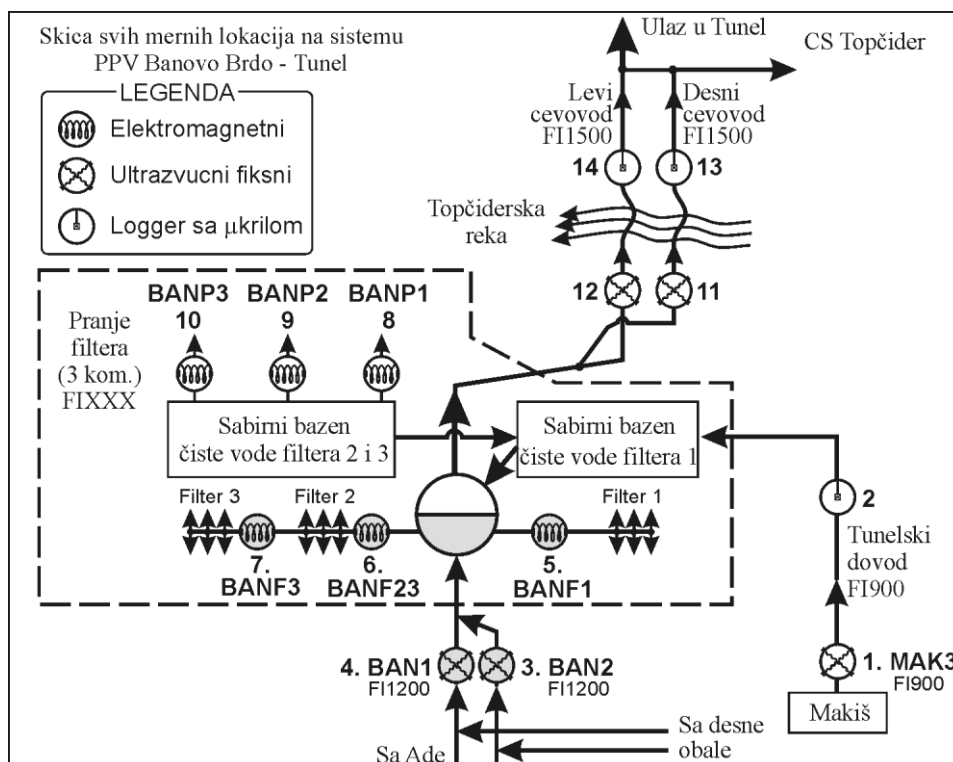 Skica svih mernih lokacija na sistemu
PPV Banovo Brdo - Tunel
LEGENDA
Elektromagnetni
Ultrazvucni fiksni
Logger sa μkrilom
Ulaz u Tunel
CS Topčider
Levi
cevovod
FI1500
Desni
cevovod
FI1500
14
13
Topčiderska
reka
12
11
BANP3
10
BANP2
9
BANP1
8
Pranje
filtera
(3 kom.)
FIXXX
Sabirni bazen
čiste vode filtera 2 i 3
Sabirni bazen
čiste vode filtera 1
2
Filter 3
Filter 2
Filter 1
7.
BANF3
6.
BANF23
5.
BANF1
Tunelski
dovod
FI900
4. BAN1
FI1200
3. BAN2
FI1200
1. MAK3
FI900
Makiš
Sa desne
obale
Sa Ade